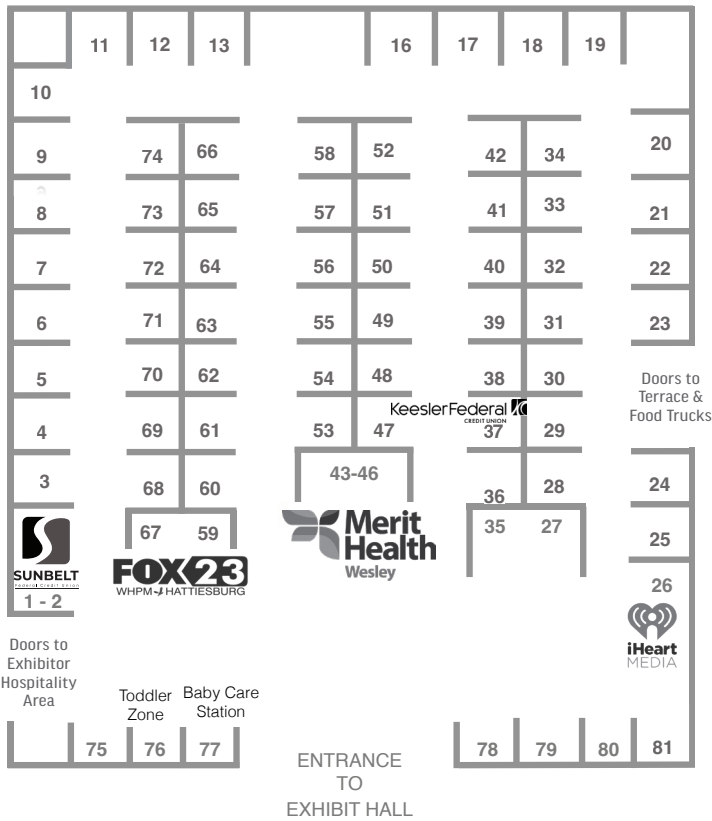 11 12 13 16 17 18 19
10
9 74 66 58 52 42 34 20
8 73 65 57 51 41 33 21
7 72 64 56 50 40 32 22
6 71 63 55 49 39 31 23
5 70 62 54 48 38 30
Doors to
Terrace &
Food Trucks
KeeslerFederal
CREDIT UNION
4 69 61 53 47 37 29
3 68 60 43-46 36 28 24
67 59 35 27 25
SUNBELT
Federal Credit Union
1 - 2
FOX 23
WHPM HATTIESBURG
Merit
Health
Wesley
26
iHeart
MEDIA
Doors to
Exhibitor
Hospitality
Area
Toddler
Zone
Baby Care
Station
75 76 77 78 79 80 81
ENTRANCE
TO
EXHIBIT HALL